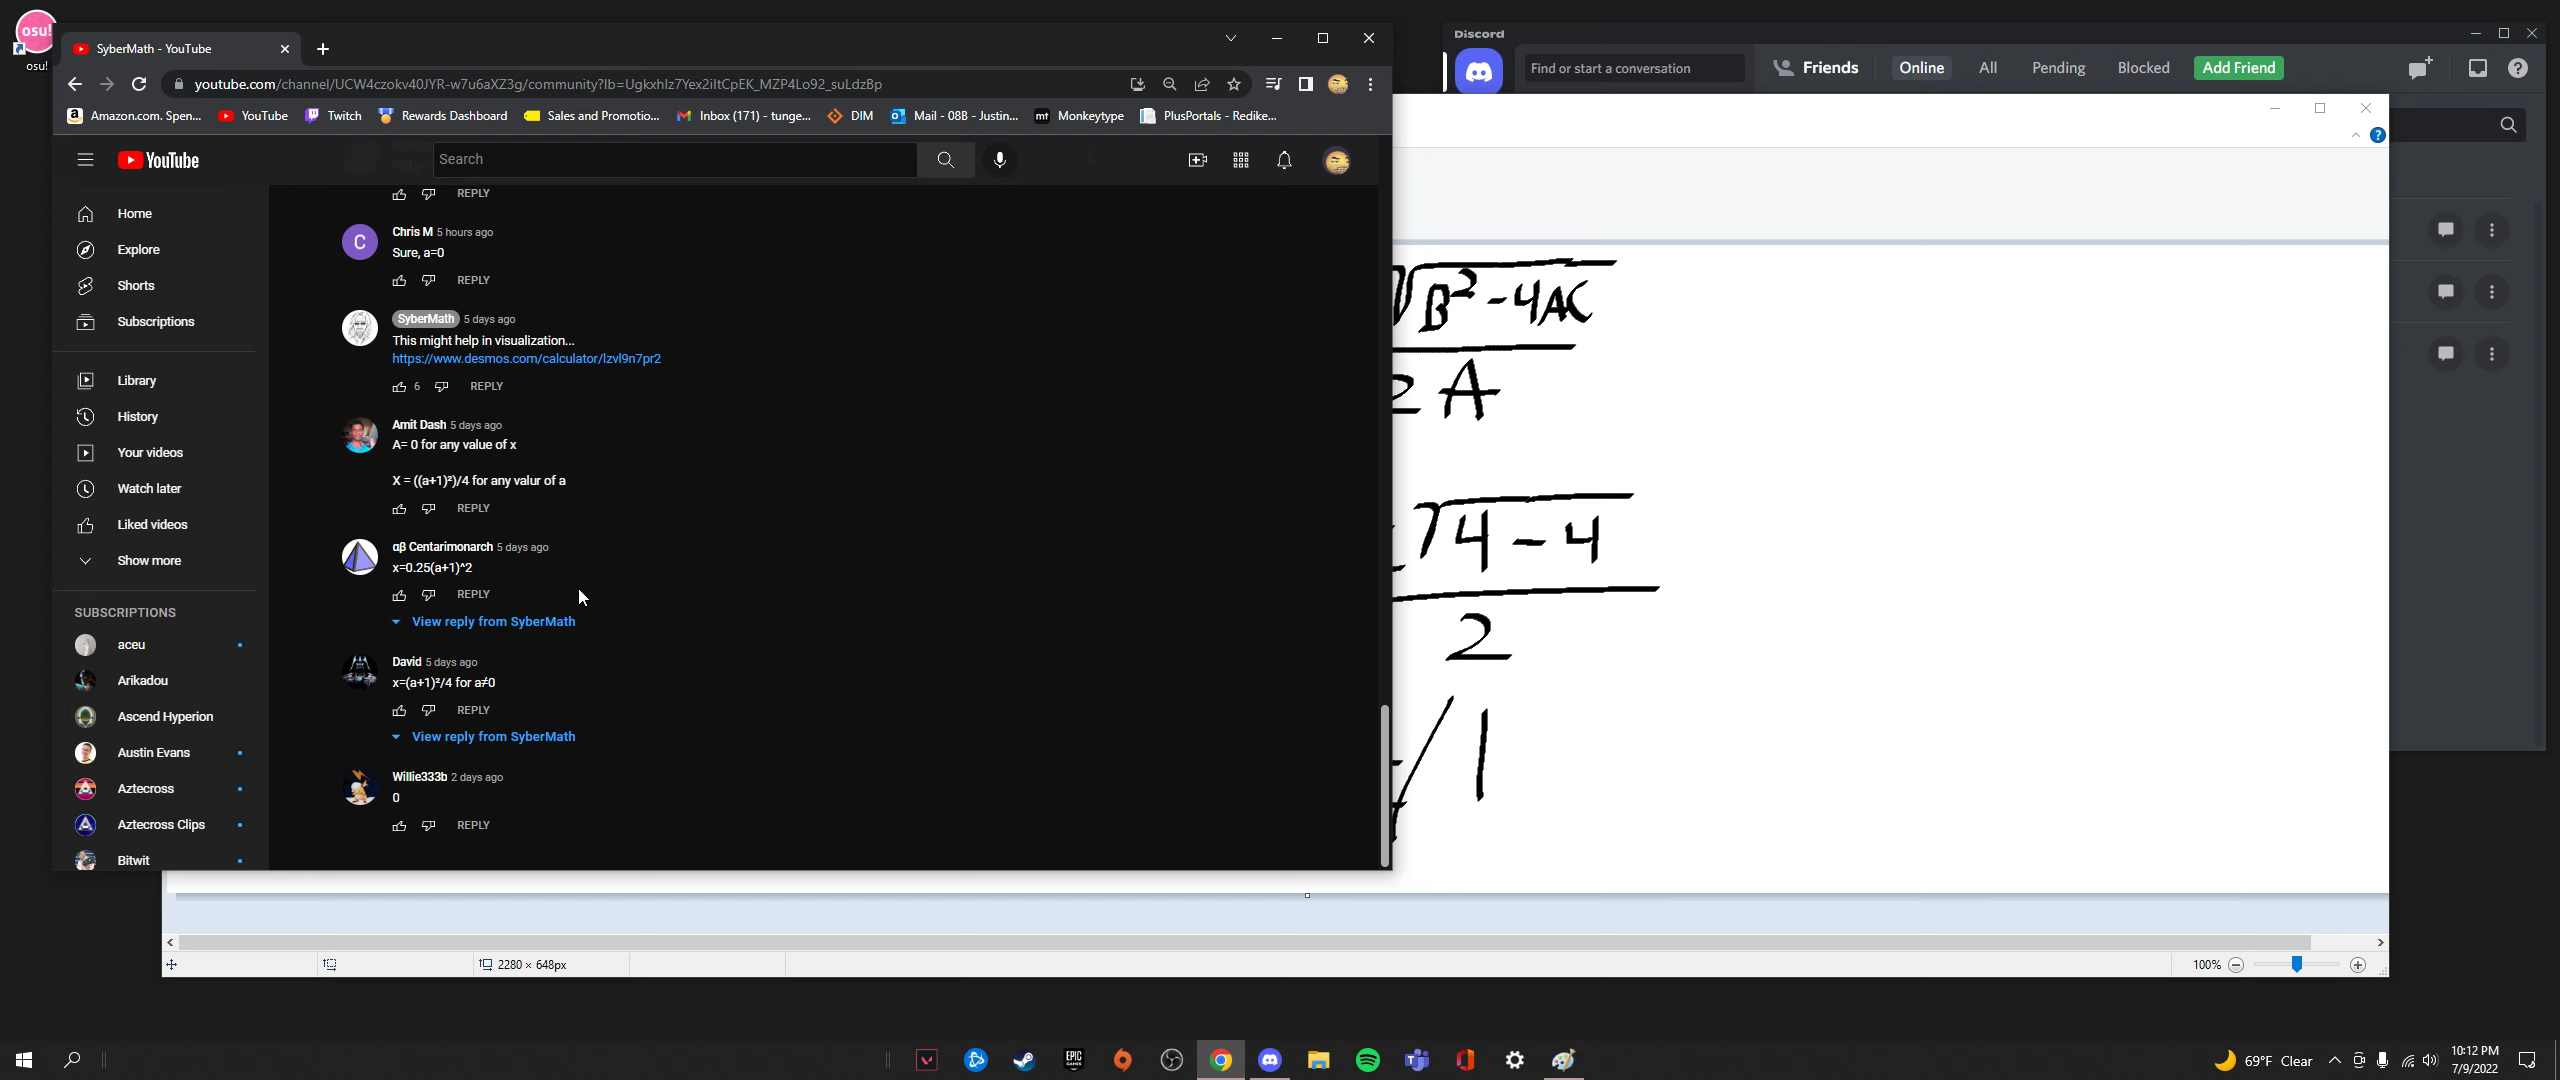 osu!
osu!
SyberMath - YouTube
youtube.com/channel/UCW4czokv40JYR-w7u6aXZ3g/community?lb=UgkxhIz7Yex2iItCpEK_MZP4Lo92_suLdzBp
Amazon.com. Spen...
YouTube
Twitch
Rewards Dashboard
Sales and Promotio...
Inbox (171) - tunge...
DIM
Mail - 08B - Justin...
mt Monkeytype
PlusPortals - Redike...
YouTube
Search
Home
Explore
Shorts
Subscriptions
Library
History
Your videos
Watch later
Liked videos
Show more
SUBSCRIPTIONS
aceu
Arikadou
Ascend Hyperion
Austin Evans
Aztecross
Aztecross Clips
Bitwit
REPLY
C
Chris M 5 hours ago
Sure, a=0
REPLY
SyberMath 5 days ago
This might help in visualization...
https://www.desmos.com/calculator/lzvl9n7pr2
6 REPLY
Amit Dash 5 days ago
A= 0 for any value of x
X = ((a+1)²)/4 for any valur of a
REPLY
αβ Centarimonarch 5 days ago
x=0.25(a+1)^2
REPLY
View reply from SyberMath
David 5 days ago
x=(a+1)²/4 for a≠0
REPLY
View reply from SyberMath
Willie333b 2 days ago
0
REPLY
Discord
Find or start a conversation
Friends
Online
All
Pending
Blocked
Add Friend
√B²-4AC
2A
√4-4
2
/1
2280 × 648px
100%
EPIC GAMES
69°F Clear
10:12 PM
7/9/2022